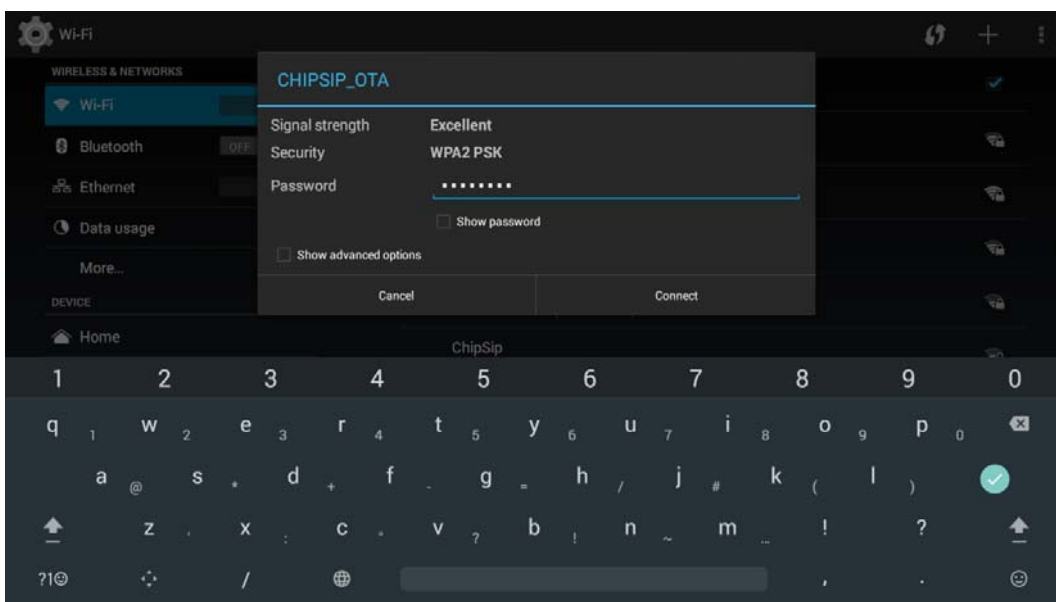 Wi-Fi
WIRELESS & NETWORKS
CHIPSIP_OTA
Wi-Fi
Signal strength Excellent
Bluetooth OFF
Security WPA2 PSK
Ethernet
Password ••••••••
Data usage
Show password
More...
Show advanced options
DEVICE
Cancel Connect
Home
ChipSip
1 2 3 4 5 6 7 8 9 0
q 1 w 2 e 3 r 4 t 5 y 6 u 7 i 8 o 9 p 0
a @ s * d + f - g = h / j # k ( l )
z x : c v ? b ! n ~ m ... ! ?
?1☺ / , .